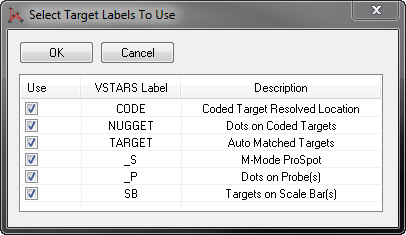 Select Target Labels To Use
OK Cancel
Use VSTARS Label Description
CODE Coded Target Resolved Location
NUGGET Dots on Coded Targets
TARGET Auto Matched Targets
_S M-Mode ProSpot
_P Dots on Probe(s)
SB Targets on Scale Bar(s)